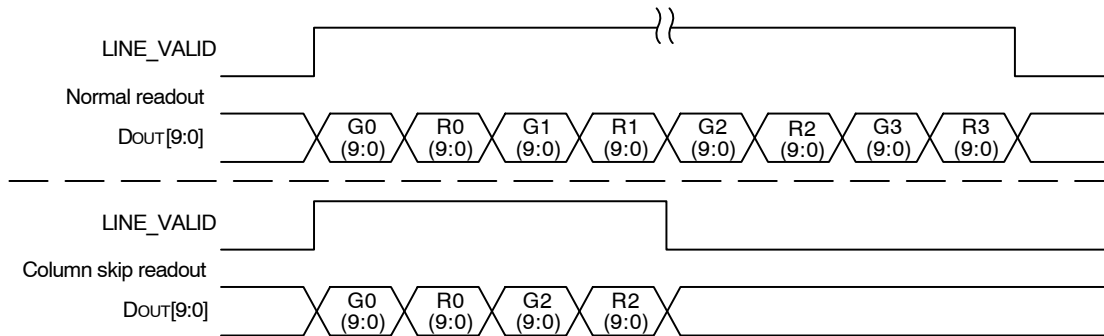 LINE_VALID
Normal readout
DOUT[9:0]
G0 R0 G1 R1 G2 R2 G3 R3
(9:0) (9:0) (9:0) (9:0) (9:0) (9:0) (9:0) (9:0)
LINE_VALID
Column skip readout
DOUT[9:0]
G0 R0 G2 R2
(9:0) (9:0) (9:0) (9:0)